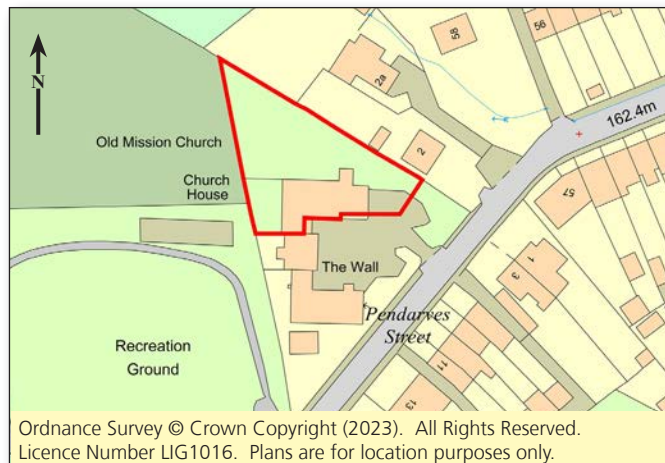 N
58
56
2a
162.4m
Old Mission Church
2
Church
House
57
The Wall
1
3
Pendarves
Street
Recreation
Ground
11
13
Ordnance Survey © Crown Copyright (2023). All Rights Reserved.
Licence Number LIG1016. Plans are for location purposes only.